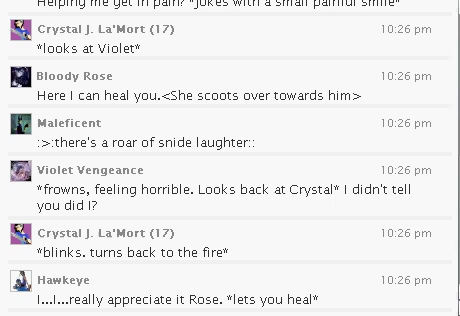 Helping me get in pain? *jokes with a small painful smile*
Crystal J. La'Mort (17) 10:26 pm
*looks at Violet*
Bloody Rose 10:26 pm
Here I can heal you.<She scoots over towards him>
Maleficent 10:26 pm
:>:there's a roar of snide laughter::
Violet Vengeance 10:26 pm
*frowns, feeling horrible. Looks back at Crystal* I didn't tell
you did I?
Crystal J. La'Mort (17) 10:26 pm
*blinks. turns back to the fire*
Hawkeye 10:26 pm
I...I...really appreciate it Rose. *lets you heal*